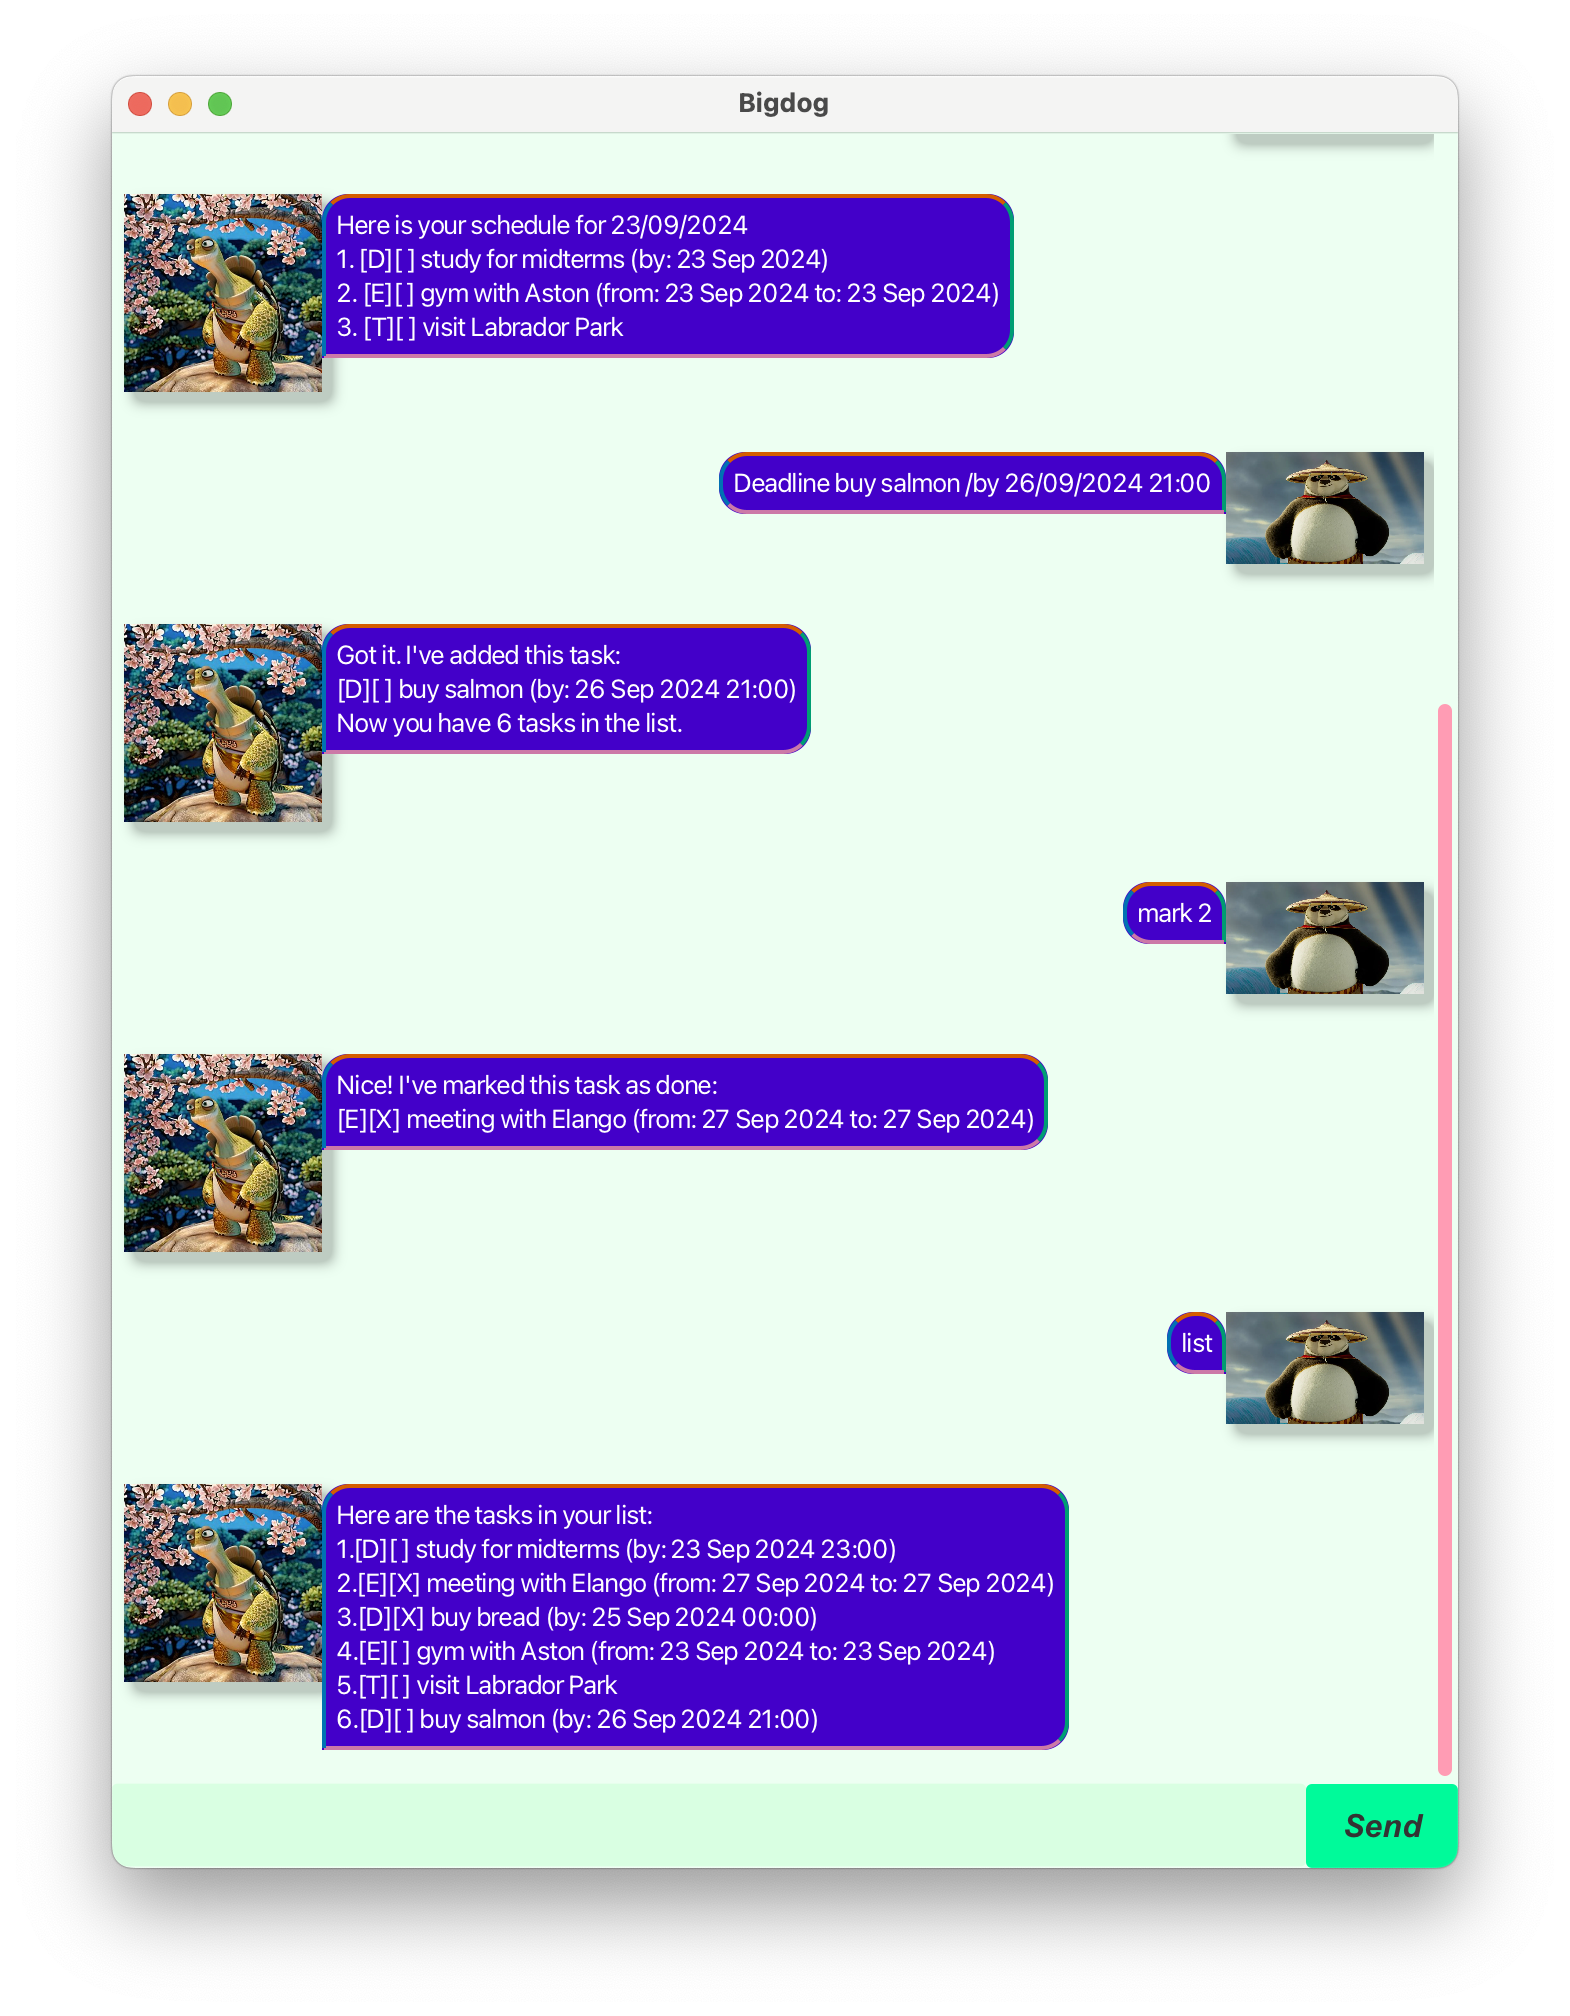 Bigdog
Here is your schedule for 23/09/2024
1. [D][ ] study for midterms (by: 23 Sep 2024)
2. [E][ ] gym with Aston (from: 23 Sep 2024 to: 23 Sep 2024)
3. [T][ ] visit Labrador Park
Deadline buy salmon /by 26/09/2024 21:00
Got it. I've added this task:
[D][ ] buy salmon (by: 26 Sep 2024 21:00)
Now you have 6 tasks in the list.
mark 2
Nice! I've marked this task as done:
[E][X] meeting with Elango (from: 27 Sep 2024 to: 27 Sep 2024)
list
Here are the tasks in your list:
1.[D][ ] study for midterms (by: 23 Sep 2024 23:00)
2.[E][X] meeting with Elango (from: 27 Sep 2024 to: 27 Sep 2024)
3.[D][X] buy bread (by: 25 Sep 2024 00:00)
4.[E][ ] gym with Aston (from: 23 Sep 2024 to: 23 Sep 2024)
5.[T][ ] visit Labrador Park
6.[D][ ] buy salmon (by: 26 Sep 2024 21:00)
Send